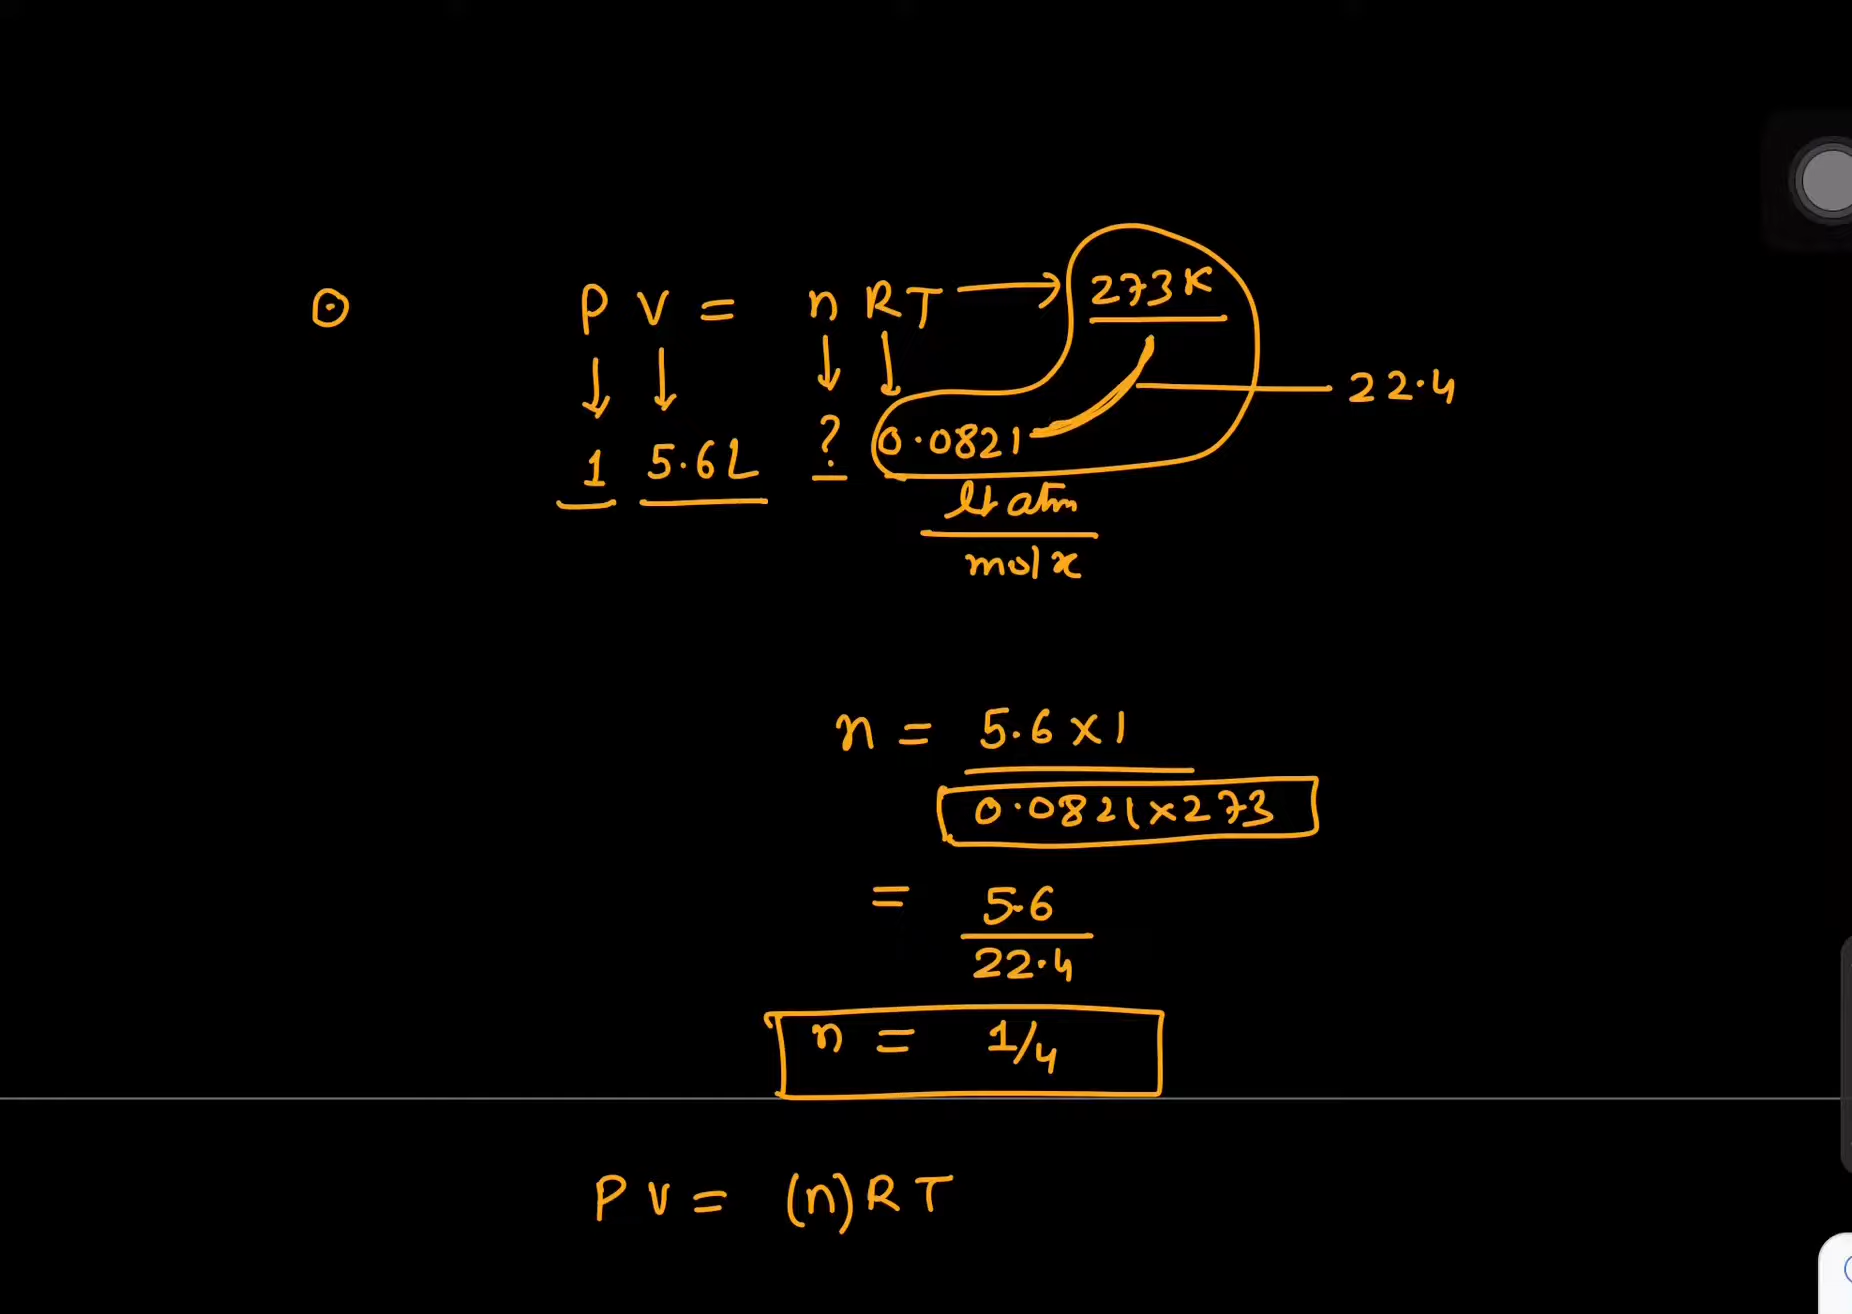 PV = nRT → 273K
22.4
1 5.6L ? 0.0821
lt atm
mol K
n = 5.6 × 1
0.0821 × 273
= 5.6
22.4
n = 1/4
PV = (n)RT